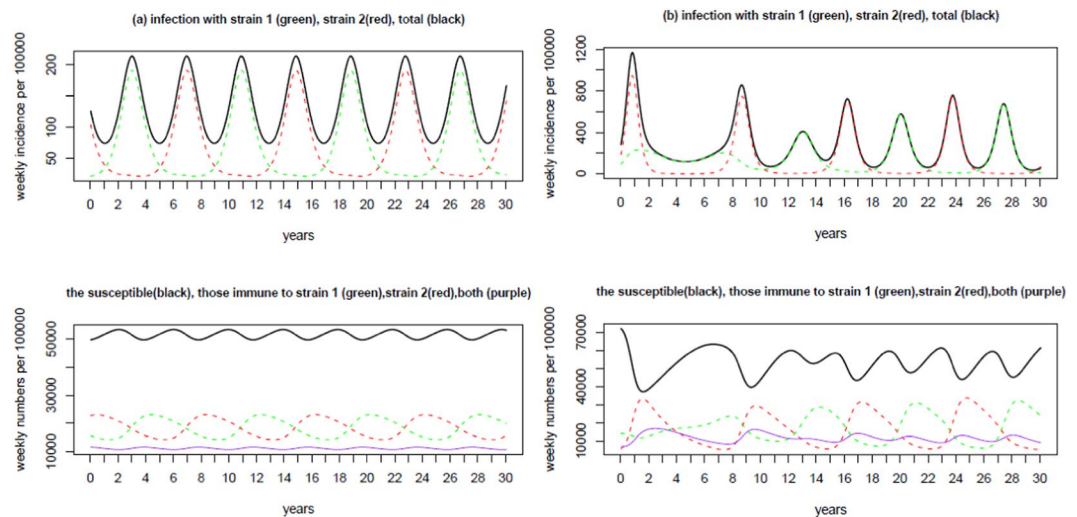 (a) infection with strain 1 (green), strain 2(red), total (black)
weekly incidence per 100000
200
100
50
0 2 4 6 8 10 12 14 16 18 20 22 24 26 28 30
years
(b) infection with strain 1 (green), strain 2(red), total (black)
weekly incidence per 100000
1200
800
400
0
0 2 4 6 8 10 12 14 16 18 20 22 24 26 28 30
years
the susceptible(black), those immune to strain 1 (green),strain 2(red),both (purple)
weekly numbers per 100000
50000
30000
10000
0 2 4 6 8 10 12 14 16 18 20 22 24 26 28 30
years
the susceptible(black), those immune to strain 1 (green),strain 2(red),both (purple)
weekly numbers per 100000
70000
40000
10000
0 2 4 6 8 10 12 14 16 18 20 22 24 26 28 30
years